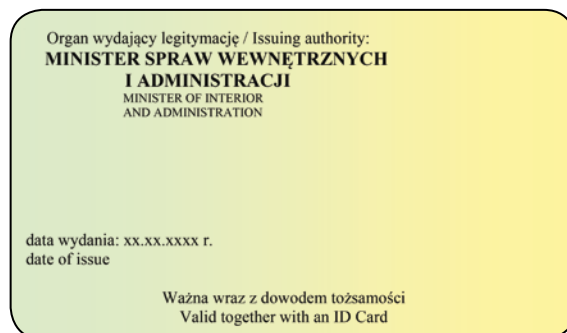 Organ wydający legitymację / Issuing authority:
MINISTER SPRAW WEWNĘTRZNYCH
I ADMINISTRACJI
MINISTER OF INTERIOR
AND ADMINISTRATION
data wydania: xx.xx.xxxx r.
date of issue
Ważna wraz z dowodem tożsamości
Valid together with an ID Card